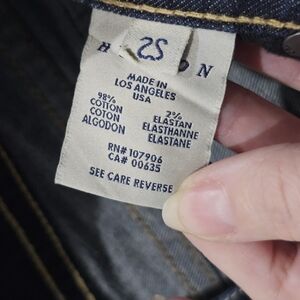 25
H
O N
MADE IN
LOS ANGELES
USA
98% 2%
COTTON ELASTAN
COTON ELASTHANNE
ALGODON ELASTANE
RN# 107906
CA# 00635
SEE CARE REVERSE